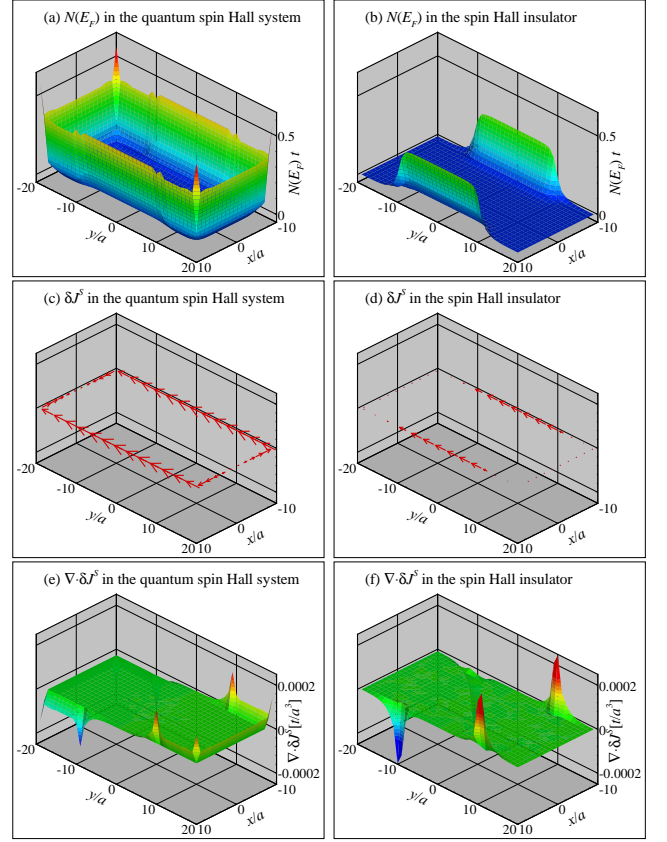 (a) N(E_F) in the quantum spin Hall system
0.5
N(E_F) t
0
-20
-10
0
10
20
y/a
10
0
-10
x/a
(b) N(E_F) in the spin Hall insulator
0.5
N(E_F) t
0
-20
-10
0
10
20
y/a
10
0
-10
x/a
(c) δJ^S in the quantum spin Hall system
-20
-10
0
10
20
y/a
10
0
-10
x/a
(d) δJ^S in the spin Hall insulator
-20
-10
0
10
20
y/a
10
0
-10
x/a
(e) ∇·δJ^S in the quantum spin Hall system
0.0002
0
-0.0002
∇·δJ^S[t/a^3]
-20
-10
0
10
20
y/a
10
0
-10
x/a
(f) ∇·δJ^S in the spin Hall insulator
0.0002
0
-0.0002
∇·δJ^S[t/a^3]
-20
-10
0
10
20
y/a
10
0
-10
x/a